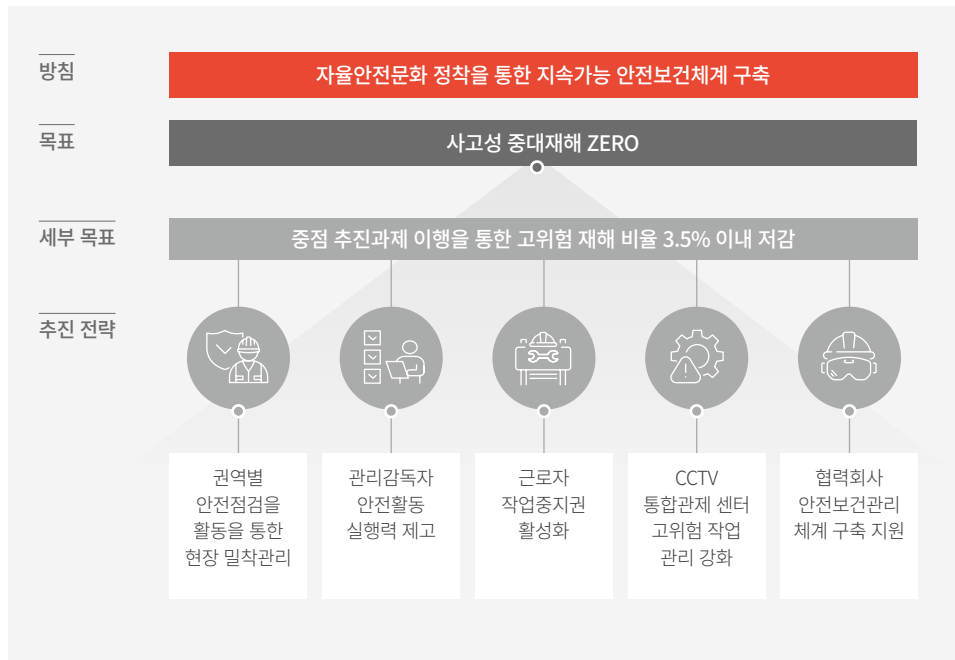 방침
자율안전문화 정착을 통한 지속가능 안전보건체계 구축
목표
사고성 중대재해 ZERO
세부 목표
중점 추진과제 이행을 통한 고위험 재해 비율 3.5% 이내 저감
추진 전략
권역별
안전점검을
활동을 통한
현장 밀착관리
관리감독자
안전활동
실행력 제고
근로자
작업중지권
활성화
CCTV
통합관제 센터
고위험 작업
관리 강화
협력회사
안전보건관리
체계 구축 지원